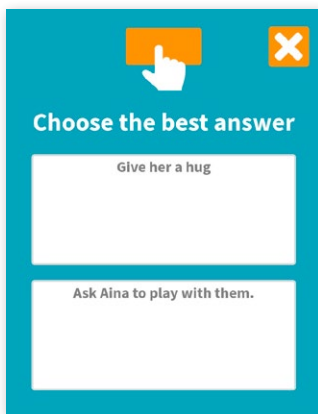 Choose the best answer
Give her a hug
Ask Aina to play with them.